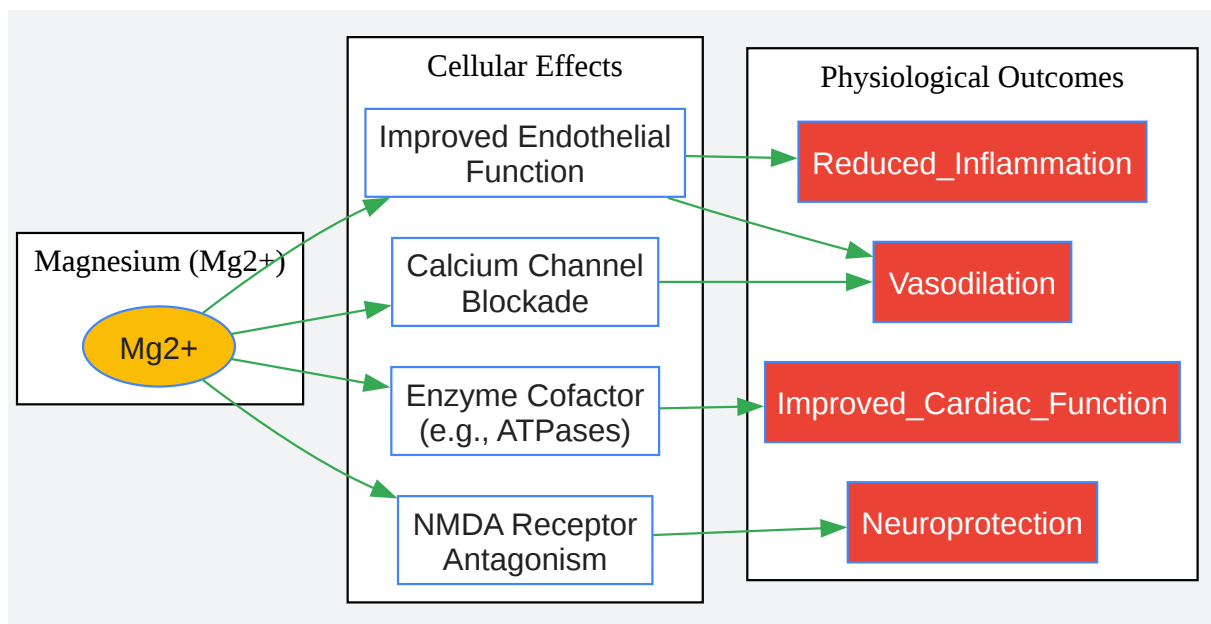 Magnesium (Mg2+)
Mg2+
Cellular Effects
Improved Endothelial
Function
Calcium Channel
Blockade
Enzyme Cofactor
(e.g., ATPases)
NMDA Receptor
Antagonism
Physiological Outcomes
Reduced_Inflammation
Vasodilation
Improved_Cardiac_Function
Neuroprotection